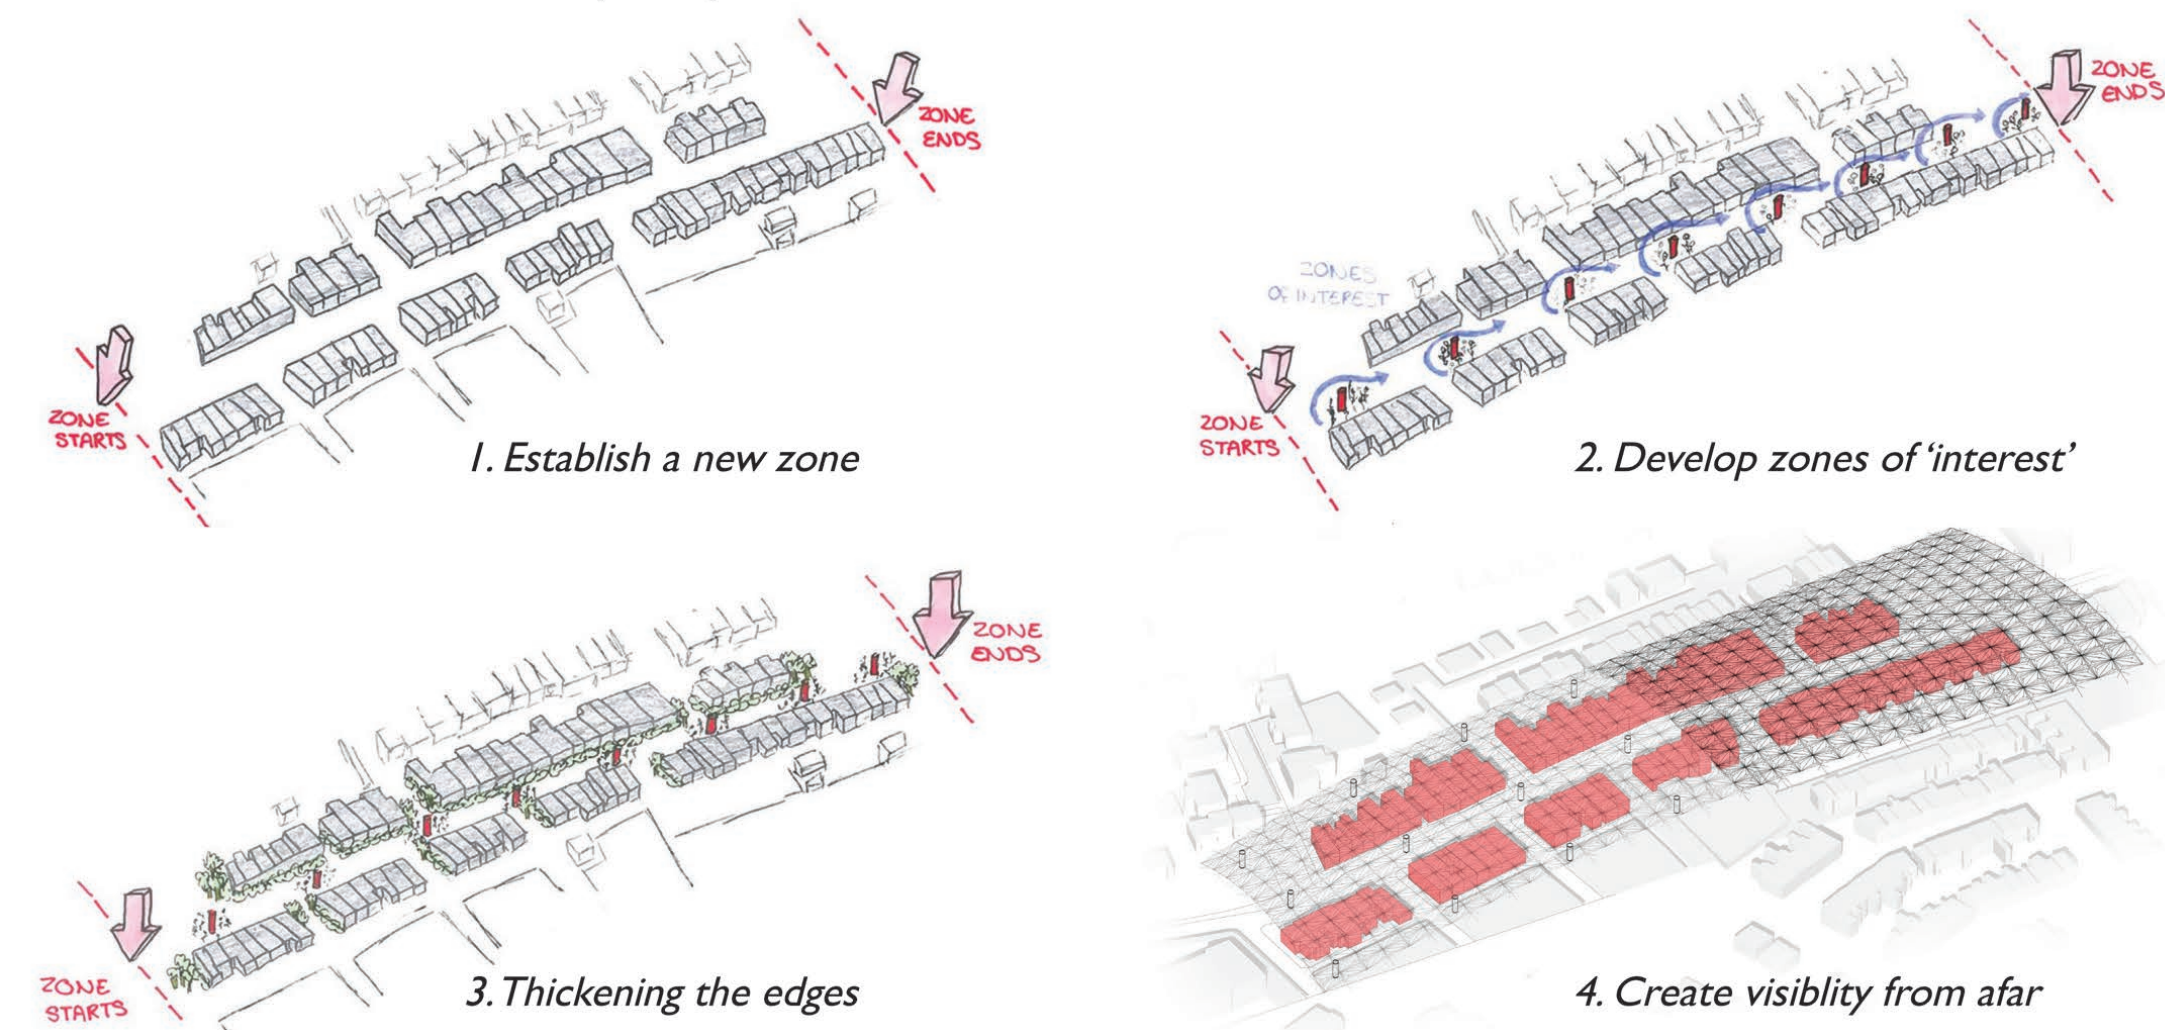 ZONE
ENDS
ZONE
STARTS
1. Establish a new zone
ZONE
ENDS
ZONES
OF INTEREST
ZONE
STARTS
2. Develop zones of ‘interest’
ZONE
ENDS
ZONE
STARTS
3. Thickening the edges
4. Create visiblity from afar